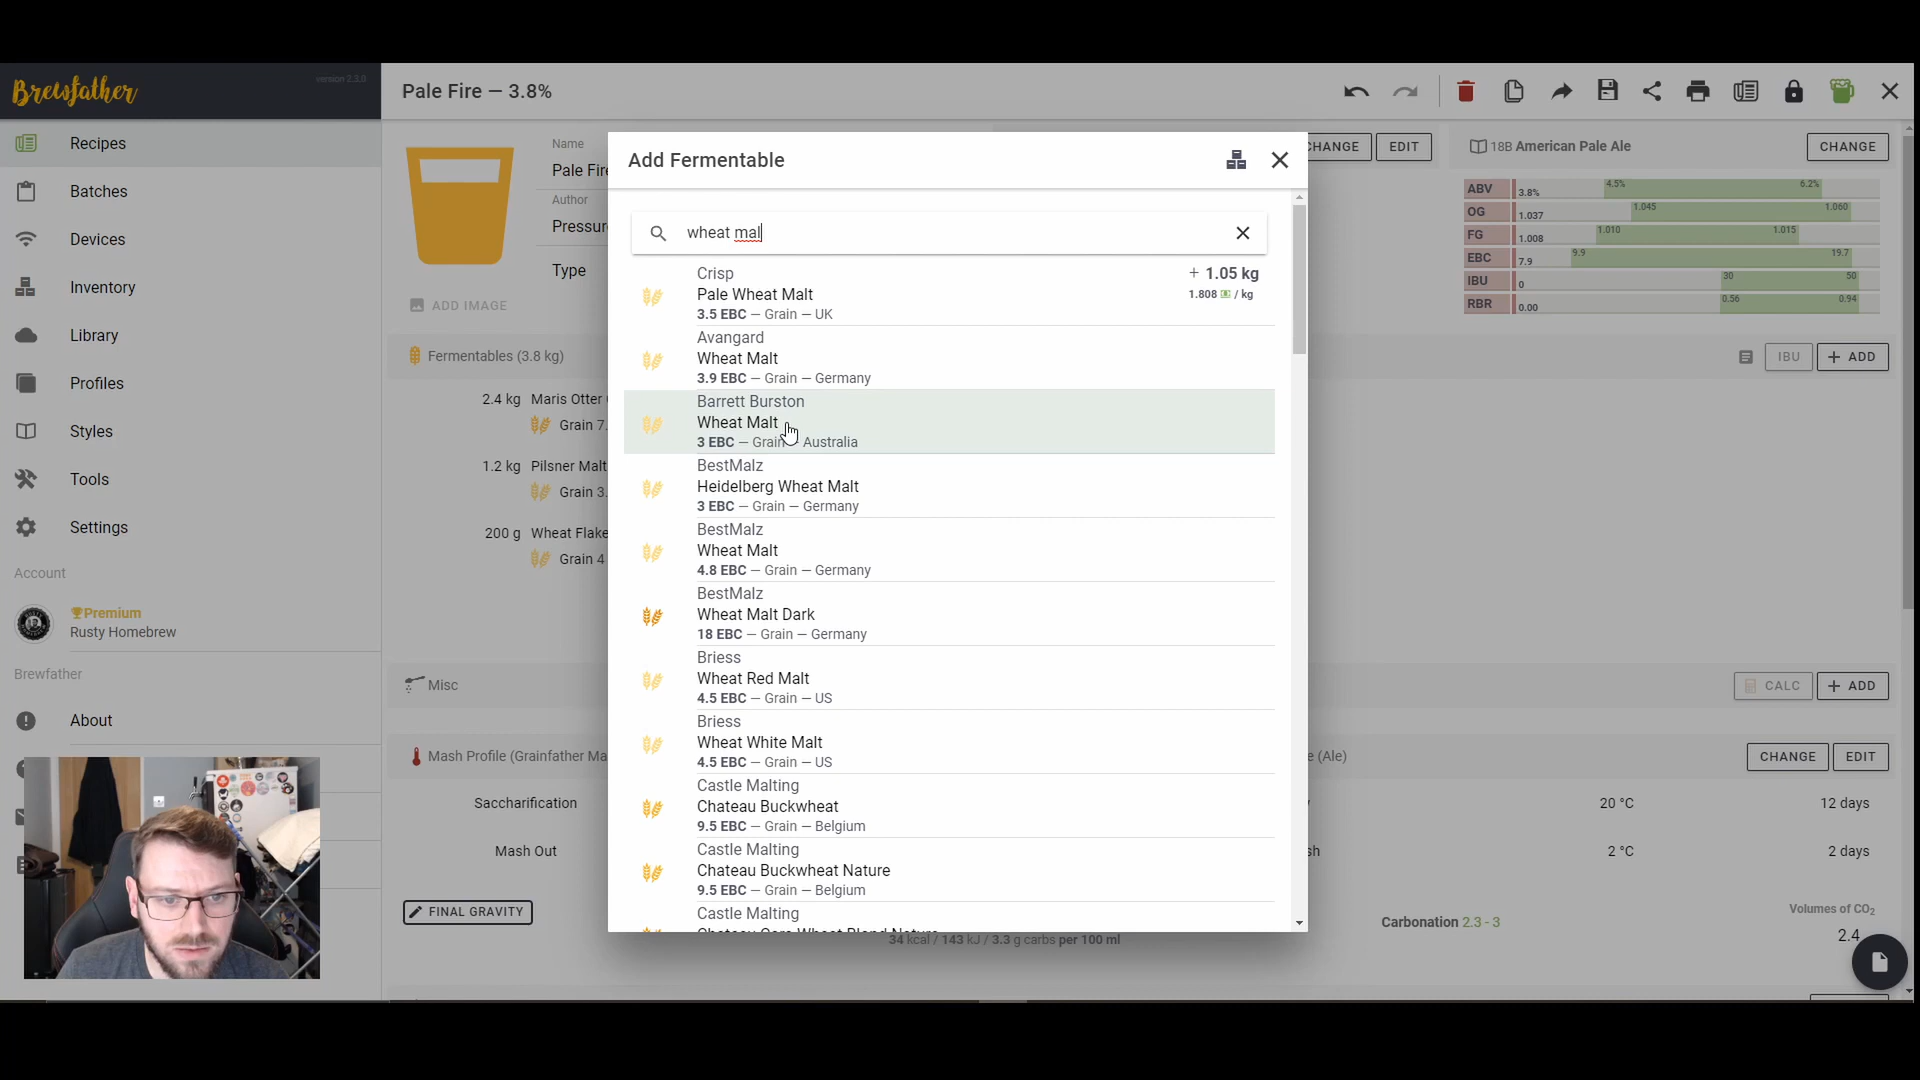 Brewfather
version 2.3.0
Pale Fire — 3.8%
Recipes
Batches
Devices
Inventory
Library
Profiles
Styles
Tools
Settings
Account
Premium
Rusty Homebrew
Brewfather
About
Name
Pale Fire
Author
Pressur
Type
ADD IMAGE
CHANGE
EDIT
18B American Pale Ale
CHANGE
ABV 3.8% 4.5% 6.2%
OG 1.037 1.045 1.060
FG 1.008 1.010 1.015
EBC 7.9 9.9 19.7
IBU 0 30 50
RBR 0.00 0.56 0.94
Fermentables (3.8 kg)
2.4 kg Maris Otter
Grain 7.
1.2 kg Pilsner Malt
Grain 3.
200 g Wheat Flake
Grain 4
IBU
+ ADD
Misc
CALC
+ ADD
Mash Profile (Grainfather Ma
Saccharification
Mash Out
FINAL GRAVITY
e (Ale)
CHANGE
EDIT
20 °C 12 days
sh 2 °C 2 days
Carbonation 2.3 - 3
Volumes of CO2
2.4
34 kcal / 143 kJ / 3.3 g carbs per 100 ml
Add Fermentable
wheat mal
Crisp
+ 1.05 kg
Pale Wheat Malt
1.808 / kg
3.5 EBC — Grain — UK
Avangard
Wheat Malt
3.9 EBC — Grain — Germany
Barrett Burston
Wheat Malt
3 EBC — Grain — Australia
BestMalz
Heidelberg Wheat Malt
3 EBC — Grain — Germany
BestMalz
Wheat Malt
4.8 EBC — Grain — Germany
BestMalz
Wheat Malt Dark
18 EBC — Grain — Germany
Briess
Wheat Red Malt
4.5 EBC — Grain — US
Briess
Wheat White Malt
4.5 EBC — Grain — US
Castle Malting
Chateau Buckwheat
9.5 EBC — Grain — Belgium
Castle Malting
Chateau Buckwheat Nature
9.5 EBC — Grain — Belgium
Castle Malting